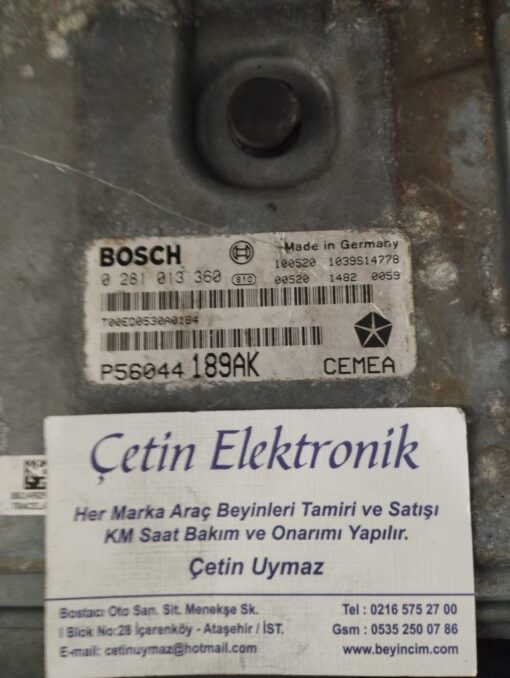 BOSCH Made in Germany
0 281 013 360 810 100520 1039S14778
00520 1482 0059
T00ED0530A0184
P56044 189AK CEMEA
Çetin Elektronik
Her Marka Araç Beyinleri Tamiri ve Satışı
KM Saat Bakım ve Onarımı Yapılır.
Çetin Uymaz
Bostacı Oto San. Sit. Menekşe Sk. Tel : 0216 575 27 00
I Blok No:28 İçerenköy - Ataşehir / İST. Gsm : 0535 250 07 86
E-mail: cetinuymaz@hotmail.com www.beyincim.com